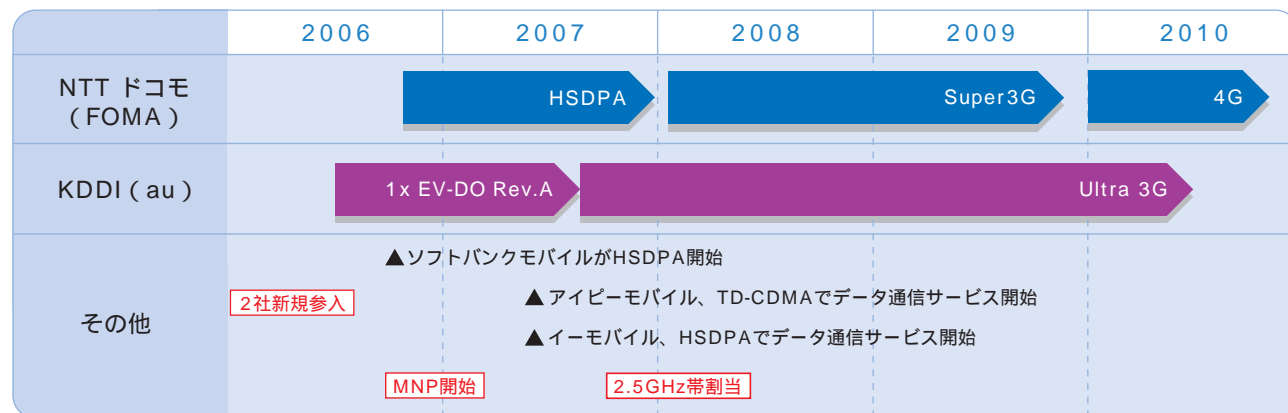 2006 2007 2008 2009 2010
NTT ドコモ
（FOMA）
HSDPA Super3G 4G
KDDI（au）
1x EV-DO Rev.A Ultra 3G
その他
▲ソフトバンクモバイルがHSDPA開始
2社新規参入
▲アイピーモバイル、TD-CDMAでデータ通信サービス開始
▲イーモバイル、HSDPAでデータ通信サービス開始
MNP開始 2.5GHz帯割当